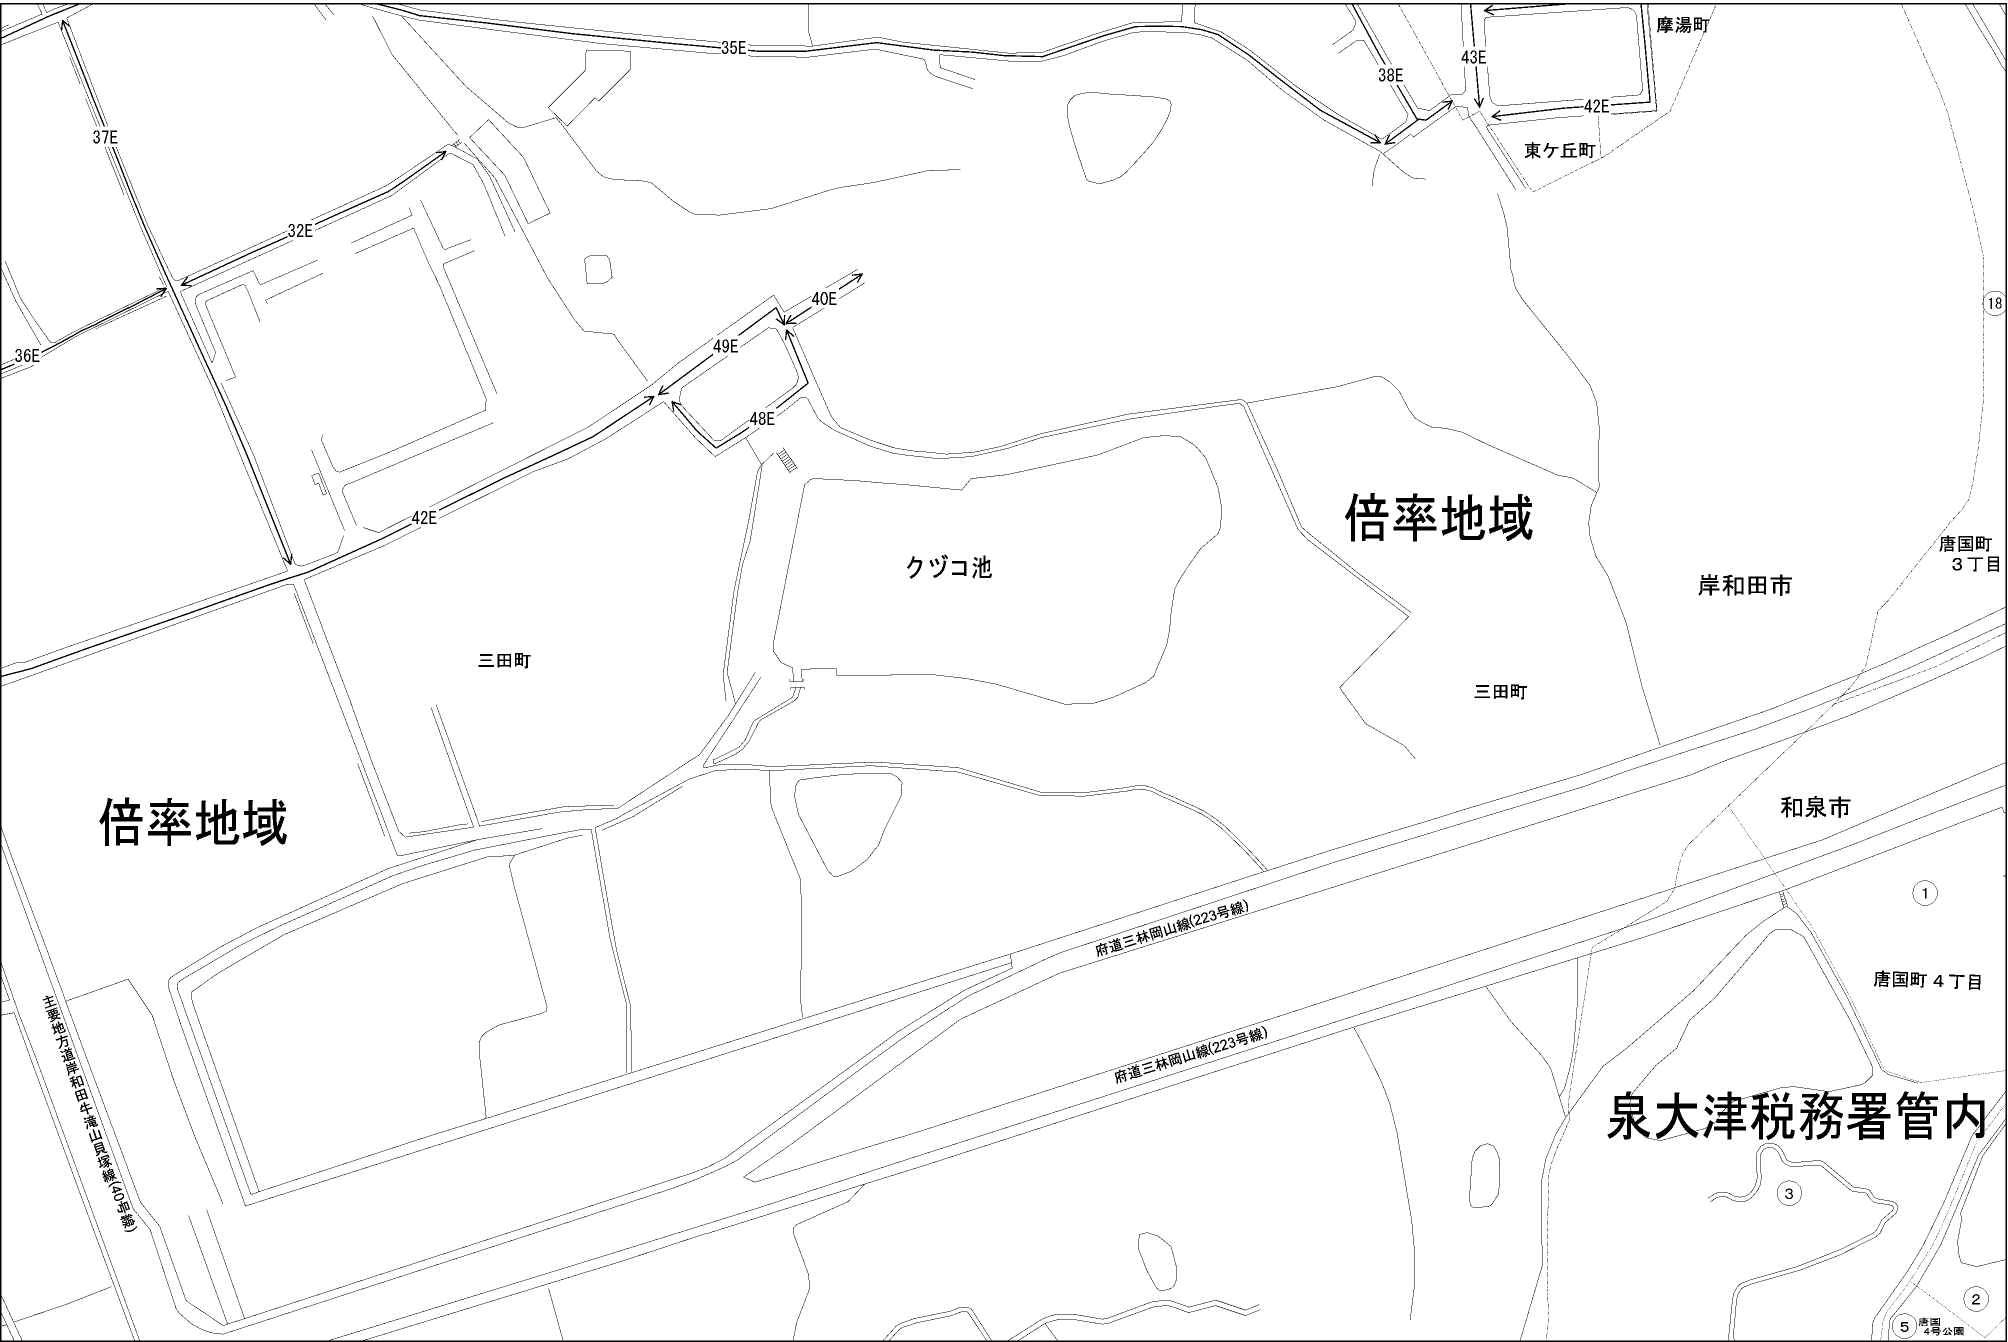 摩湯町
35E
43E
38E
42E
37E
東ケ丘町
32E
40E
18
49E
36E
48E
42E
倍率地域
クヅコ池
唐国町
3丁目
岸和田市
三田町
三田町
倍率地域
和泉市
1
府道三林岡山線(223号線)
唐国町4丁目
主要地方道岸和田牛滝山貝塚線(40号線)
府道三林岡山線(223号線)
泉大津税務署管内
3
2
5
唐国
4号公園